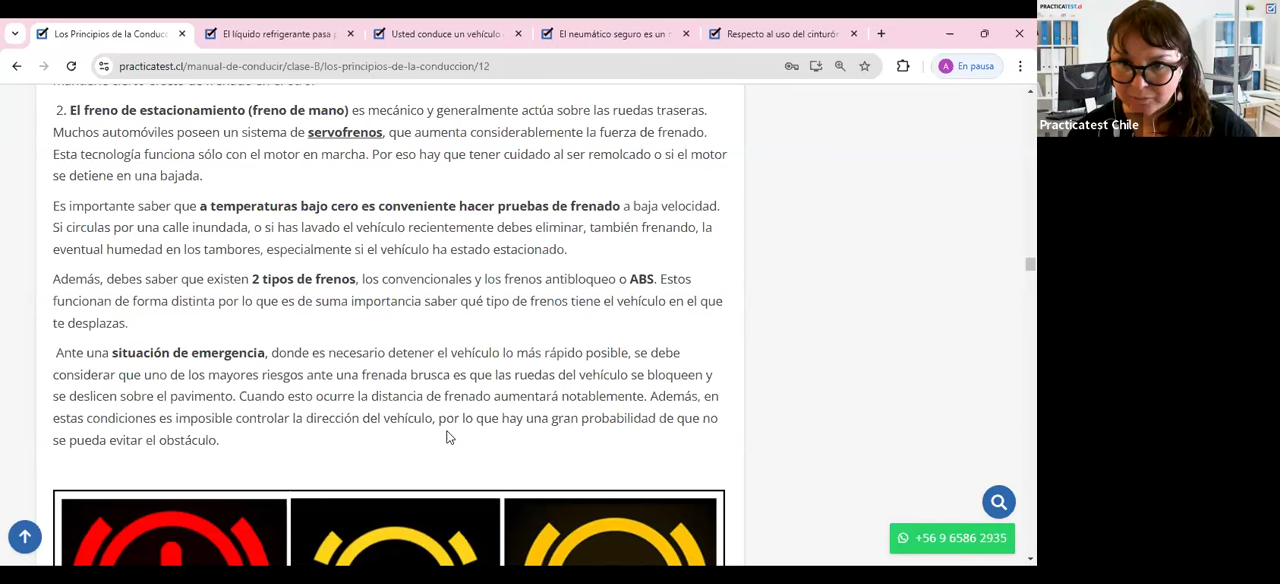 Los Principios de la Conduc
El líquido refrigerante pasa p
Usted conduce un vehículo
El neumático seguro es un
Respecto al uso del cinturón
practicatest.cl/manual-de-conducir/clase-B/los-principios-de-la-conduccion/12
A En pausa
PRACTICATEST.cl
Practicatest Chile
2. El freno de estacionamiento (freno de mano) es mecánico y generalmente actúa sobre las ruedas traseras.
Muchos automóviles poseen un sistema de servofrenos, que aumenta considerablemente la fuerza de frenado.
Esta tecnología funciona sólo con el motor en marcha. Por eso hay que tener cuidado al ser remolcado o si el motor
se detiene en una bajada.
Es importante saber que a temperaturas bajo cero es conveniente hacer pruebas de frenado a baja velocidad.
Si circulas por una calle inundada, o si has lavado el vehículo recientemente debes eliminar, también frenando, la
eventual humedad en los tambores, especialmente si el vehículo ha estado estacionado.
Además, debes saber que existen 2 tipos de frenos, los convencionales y los frenos antibloqueo o ABS. Estos
funcionan de forma distinta por lo que es de suma importancia saber qué tipo de frenos tiene el vehículo en el que
te desplazas.
Ante una situación de emergencia, donde es necesario detener el vehículo lo más rápido posible, se debe
considerar que uno de los mayores riesgos ante una frenada brusca es que las ruedas del vehículo se bloqueen y
se deslicen sobre el pavimento. Cuando esto ocurre la distancia de frenado aumentará notablemente. Además, en
estas condiciones es imposible controlar la dirección del vehículo, por lo que hay una gran probabilidad de que no
se pueda evitar el obstáculo.
+56 9 6586 2935